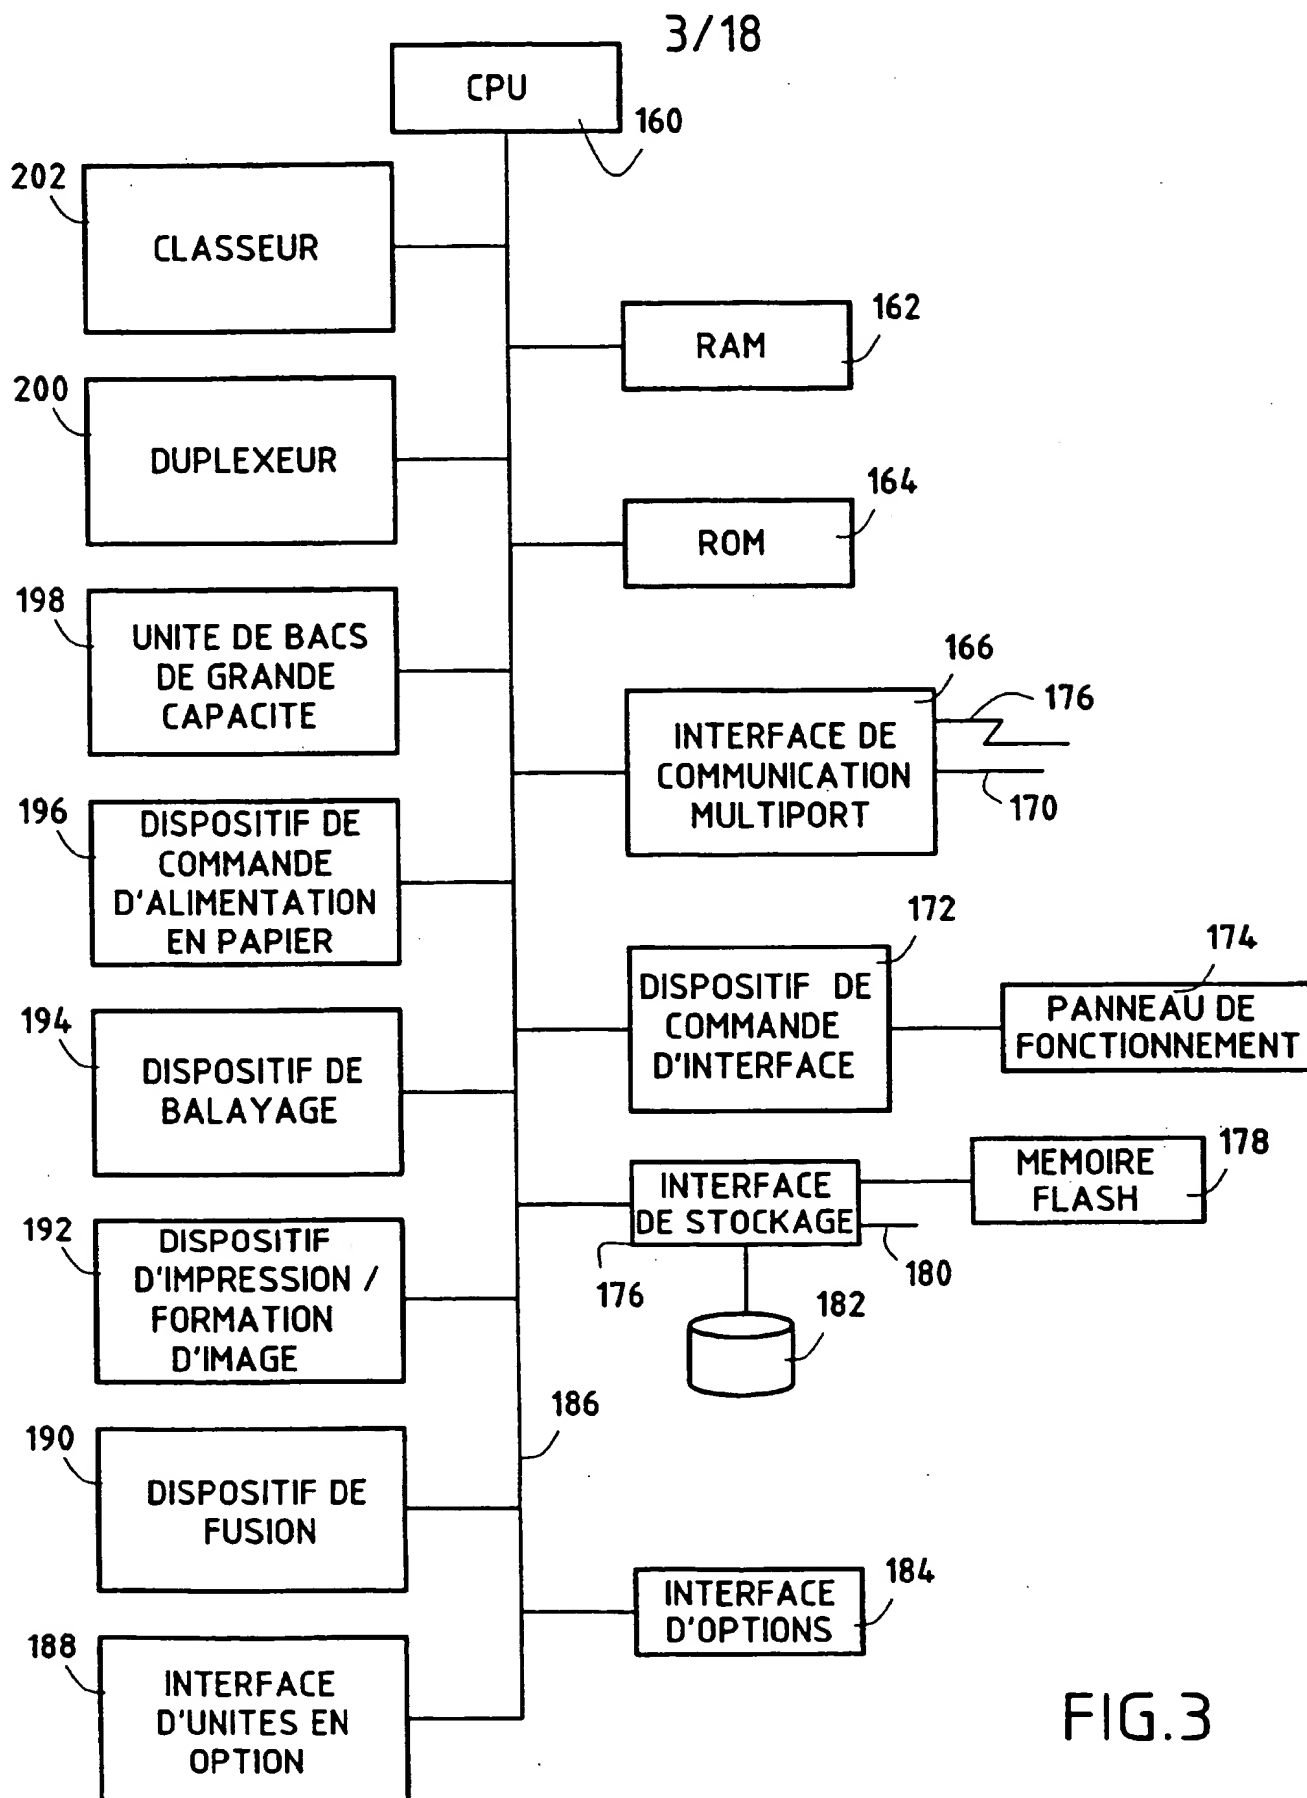 3/18
CPU
160
202
CLASSEUR
162
RAM
200
DUPLEXEUR
164
ROM
198
UNITE DE BACS
DE GRANDE
CAPACITE
166
176
INTERFACE DE
COMMUNICATION
MULTIPORT
170
196
DISPOSITIF DE
COMMANDE
D'ALIMENTATION
EN PAPIER
172
DISPOSITIF DE
COMMANDE
D'INTERFACE
174
PANNEAU DE
FONCTIONNEMENT
194
DISPOSITIF DE
BALAYAGE
INTERFACE
DE STOCKAGE
176
MEMOIRE
FLASH
178
180
182
192
DISPOSITIF
D'IMPRESSION /
FORMATION
D'IMAGE
186
190
DISPOSITIF DE
FUSION
184
INTERFACE
D'OPTIONS
188
INTERFACE
D'UNITES EN
OPTION
FIG.3